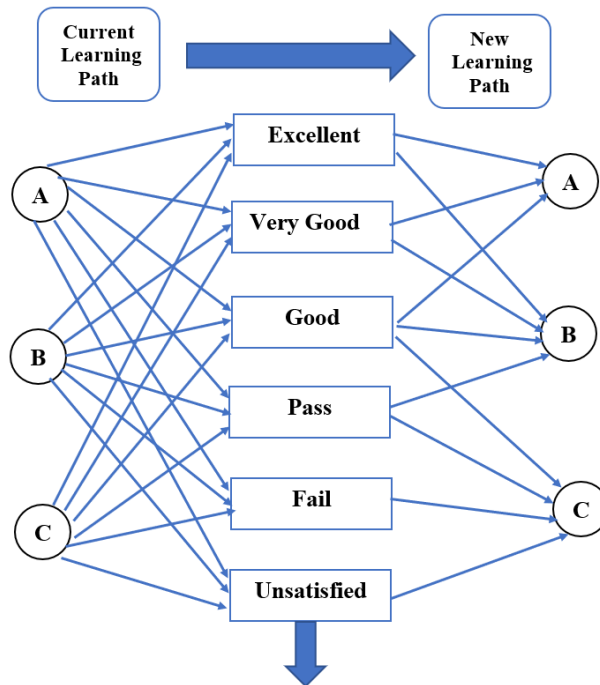 Current
Learning
Path
New
Learning
Path
Excellent
A
A
Very Good
Good
B
B
Pass
Fail
C
C
Unsatisfied